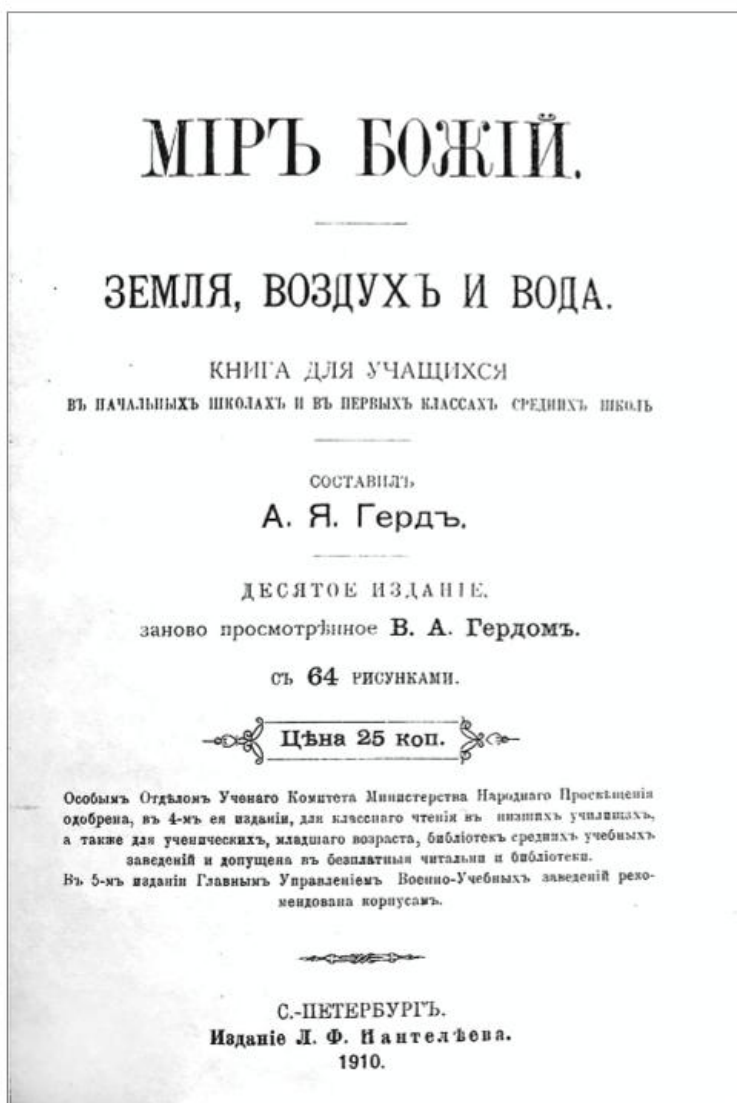 МІРЪ БОЖІЙ.
ЗЕМЛЯ, ВОЗДУХЪ И ВОДА.
КНИГА ДЛЯ УЧАЩИХСЯ
ВЪ НАЧАЛЬНЫХЪ ШКОЛАХЪ И ВЪ ПЕРВЫХЪ КЛАССАХЪ СРЕДНИХЪ ШКОЛЪ
СОСТАВИЛЪ
А. Я. Гердъ.
ДЕСЯТОЕ ИЗДАНІЕ.
заново просмотрѣнное В. А. Гердомъ.
СЪ 64 РИСУНКАМИ.
Цѣна 25 коп.
Особымъ Отдѣломъ Ученаго Комитета Министерства Народнаго Просвѣщенія
одобрена, въ 4-мъ ея изданіи, для класснаго чтенія въ низшихъ училищахъ,
а также для ученическихъ, младшаго возраста, библіотекъ среднихъ учебныхъ
заведеній и допущена въ безплатныя читальни и библіотеки.
Въ 5-мъ изданіи Главнымъ Управленіемъ Военно-Учебныхъ заведеній реко-
мендована корпусамъ.
С.-ПЕТЕРБУРГЪ.
Изданіе Л. Ф. Пантелѣева.
1910.